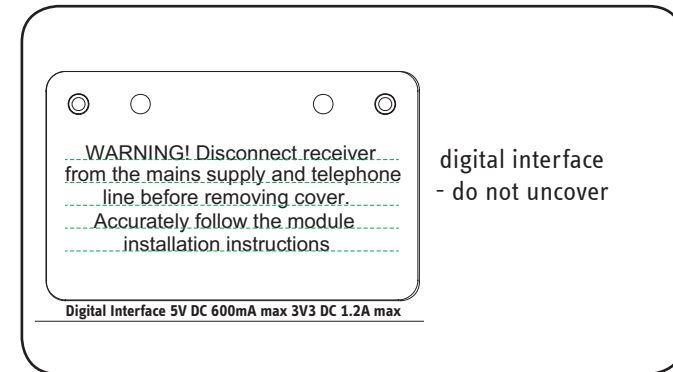 WARNING! Disconnect receiver
from the mains supply and telephone
line before removing cover.
Accurately follow the module
installation instructions
Digital Interface 5V DC 600mA max 3V3 DC 1.2A max
digital interface
- do not uncover